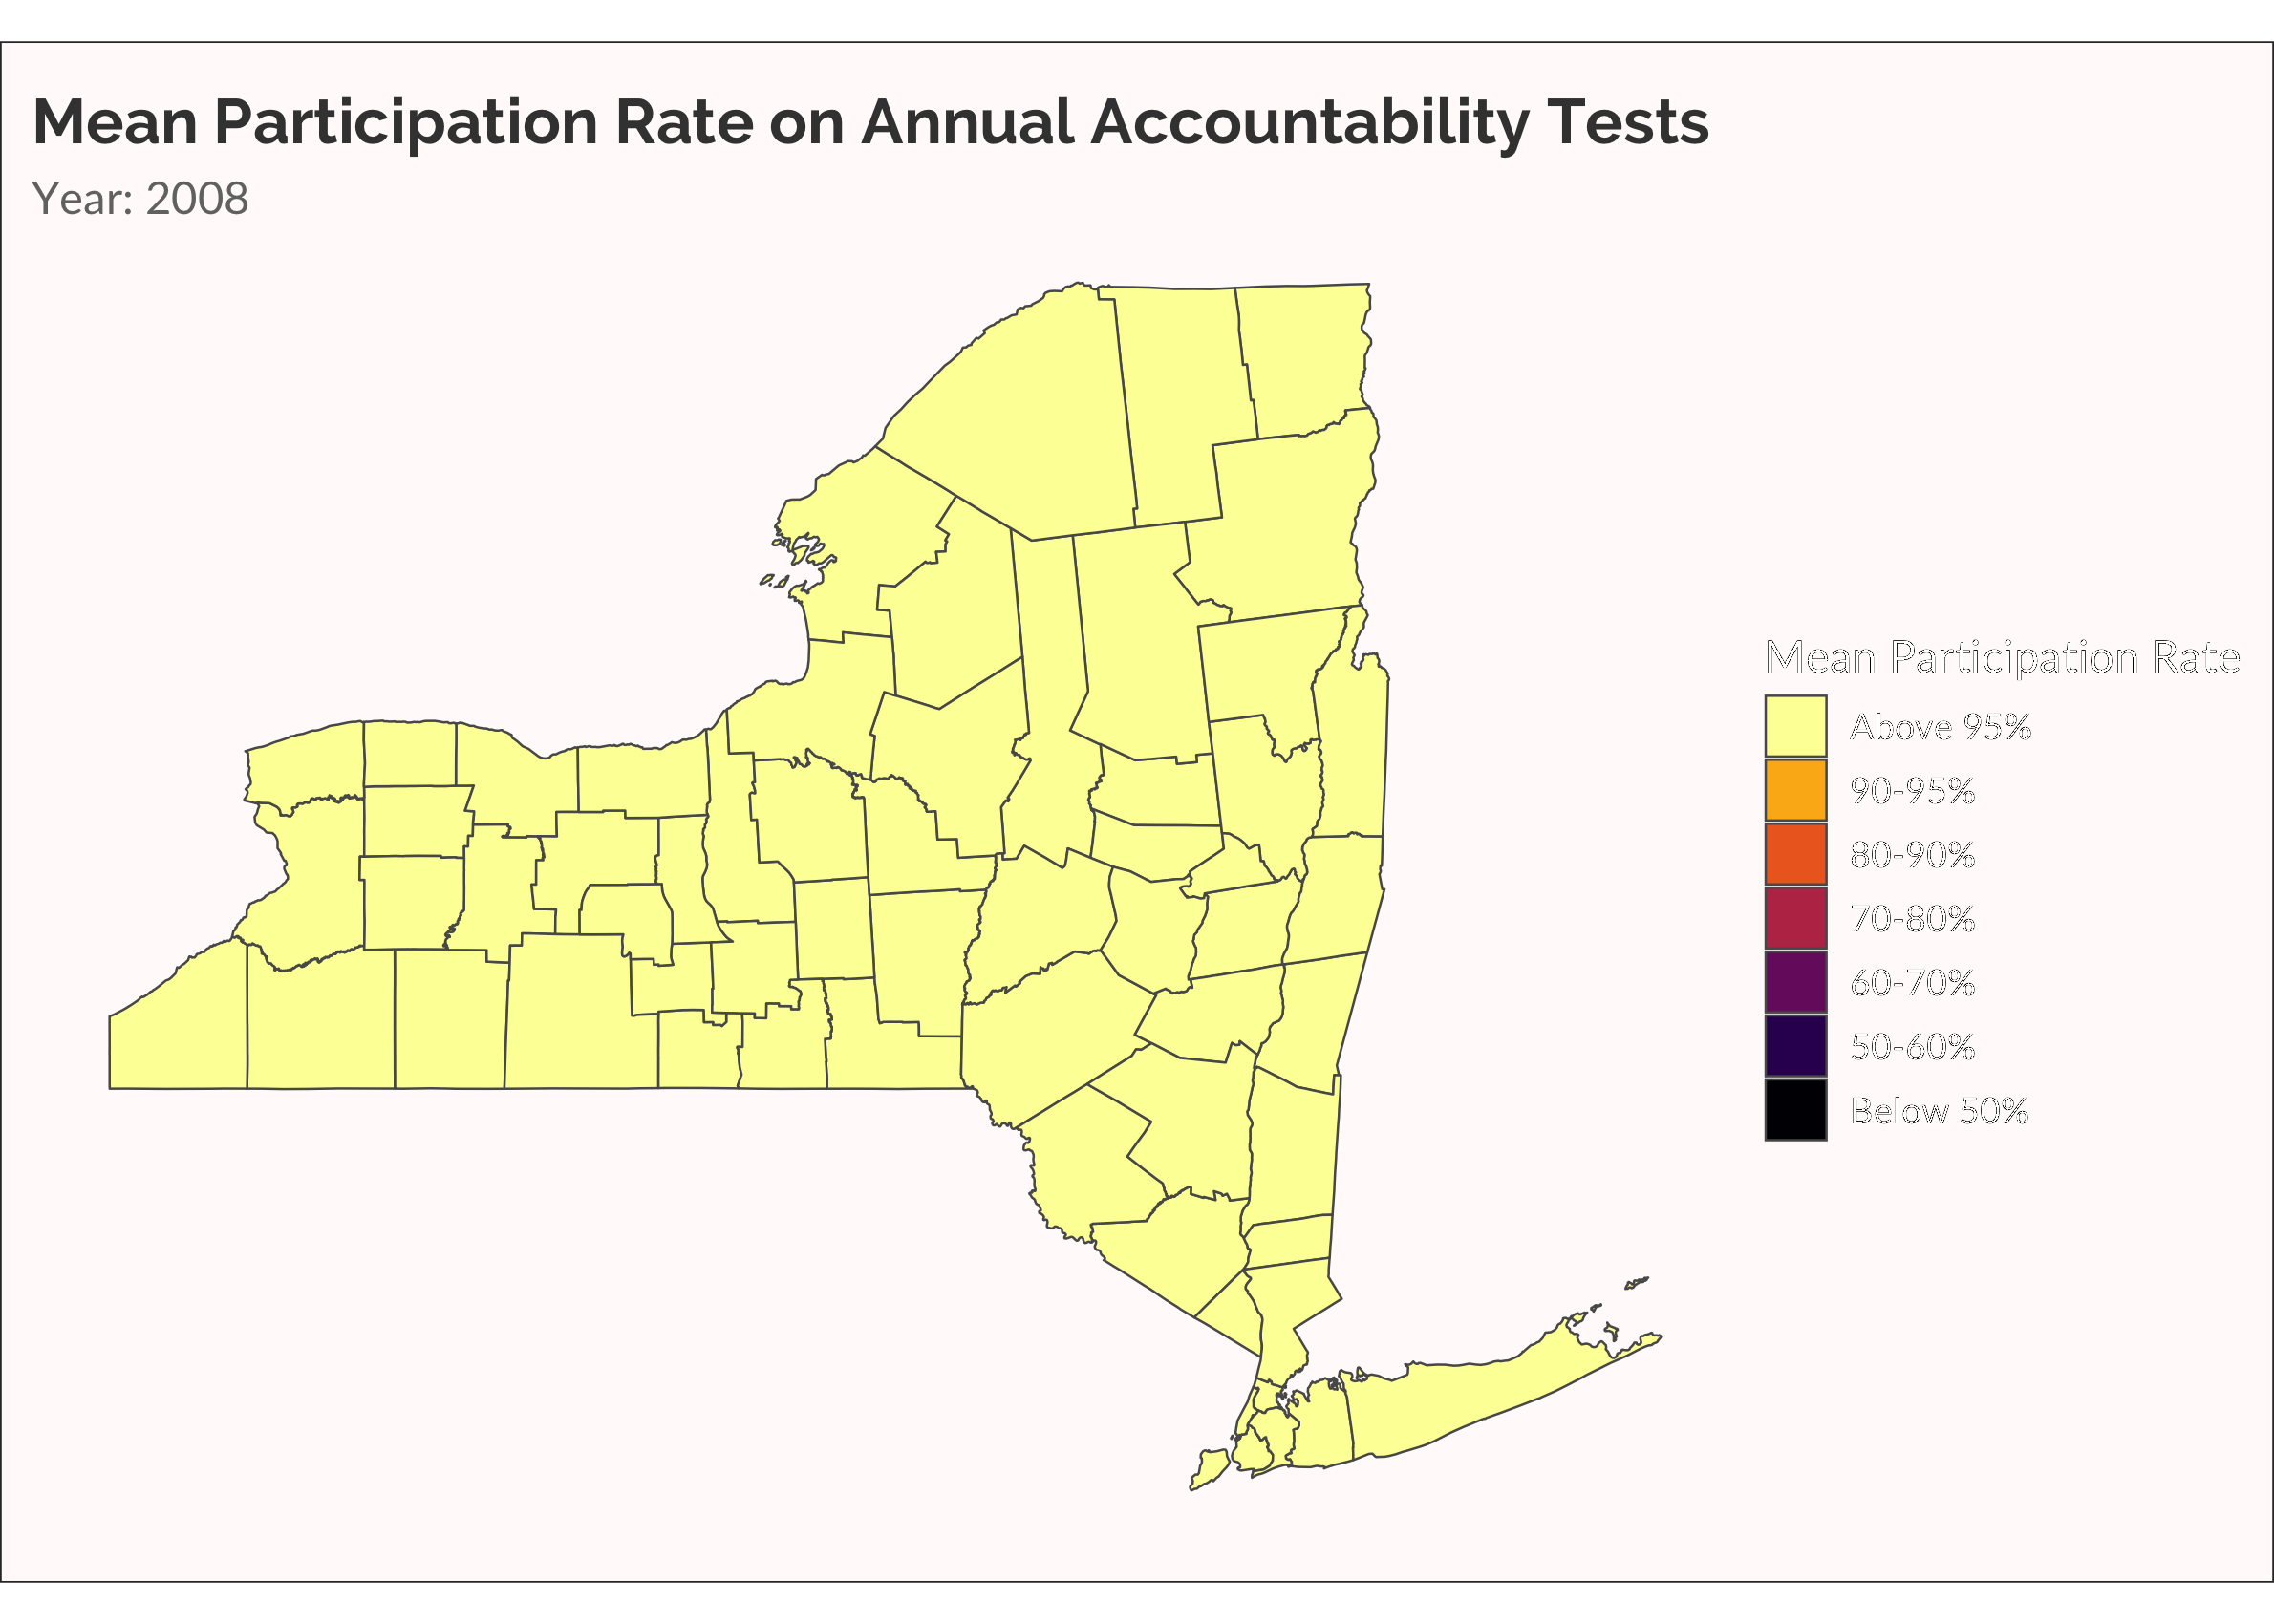 Mean Participation Rate on Annual Accountability Tests
Year: 2008
Mean Participation Rate
Above 95%
90-95%
80-90%
70-80%
60-70%
50-60%
Below 50%